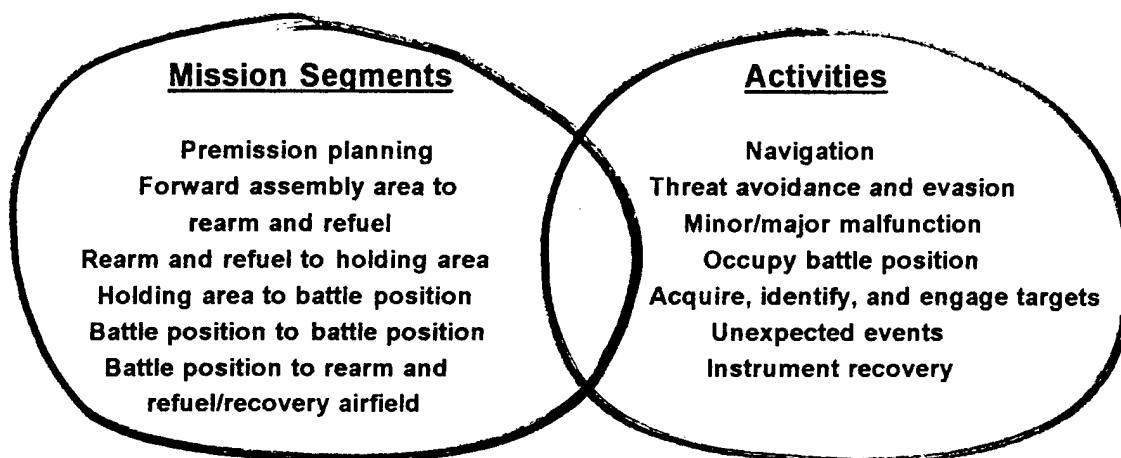 Mission Segments
Premission planning
Forward assembly area to
rearm and refuel
Rearm and refuel to holding area
Holding area to battle position
Battle position to battle position
Battle position to rearm and
refuel/recovery airfield
Activities
Navigation
Threat avoidance and evasion
Minor/major malfunction
Occupy battle position
Acquire, identify, and engage targets
Unexpected events
Instrument recovery